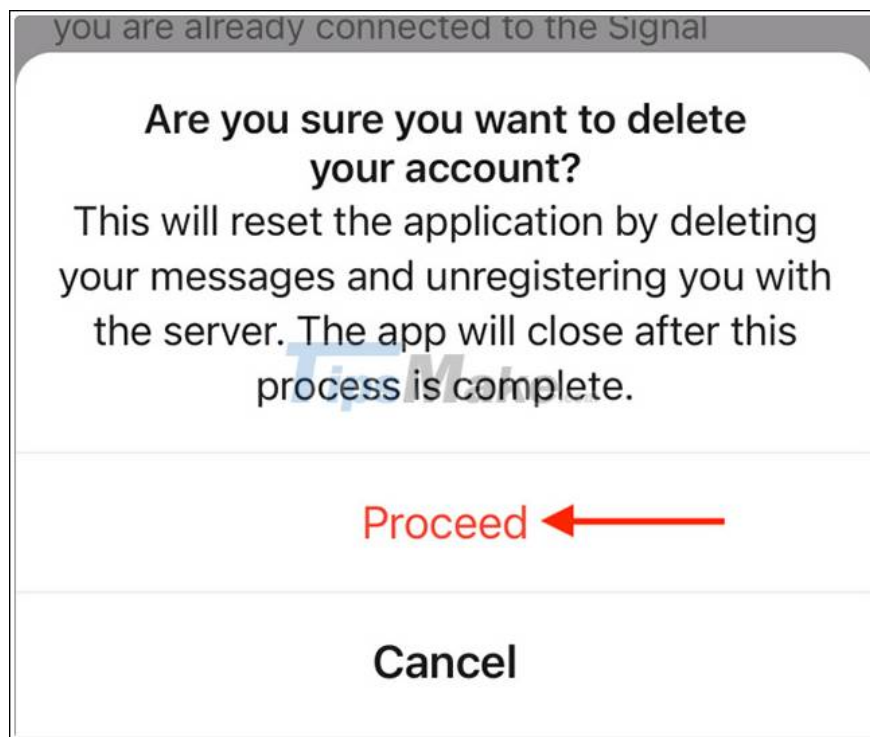 you are already connected to the Signal
Are you sure you want to delete
your account?
This will reset the application by deleting
your messages and unregistering you with
the server. The app will close after this
process is complete.
TipsMake.com
Proceed
Cancel